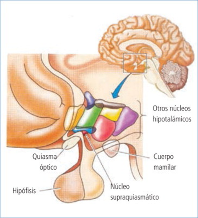 Otros núcleos
hipotalámicos
Quiasma
óptico
Cuerpo
mamilar
Hipófisis
Núcleo
supraquiasmático